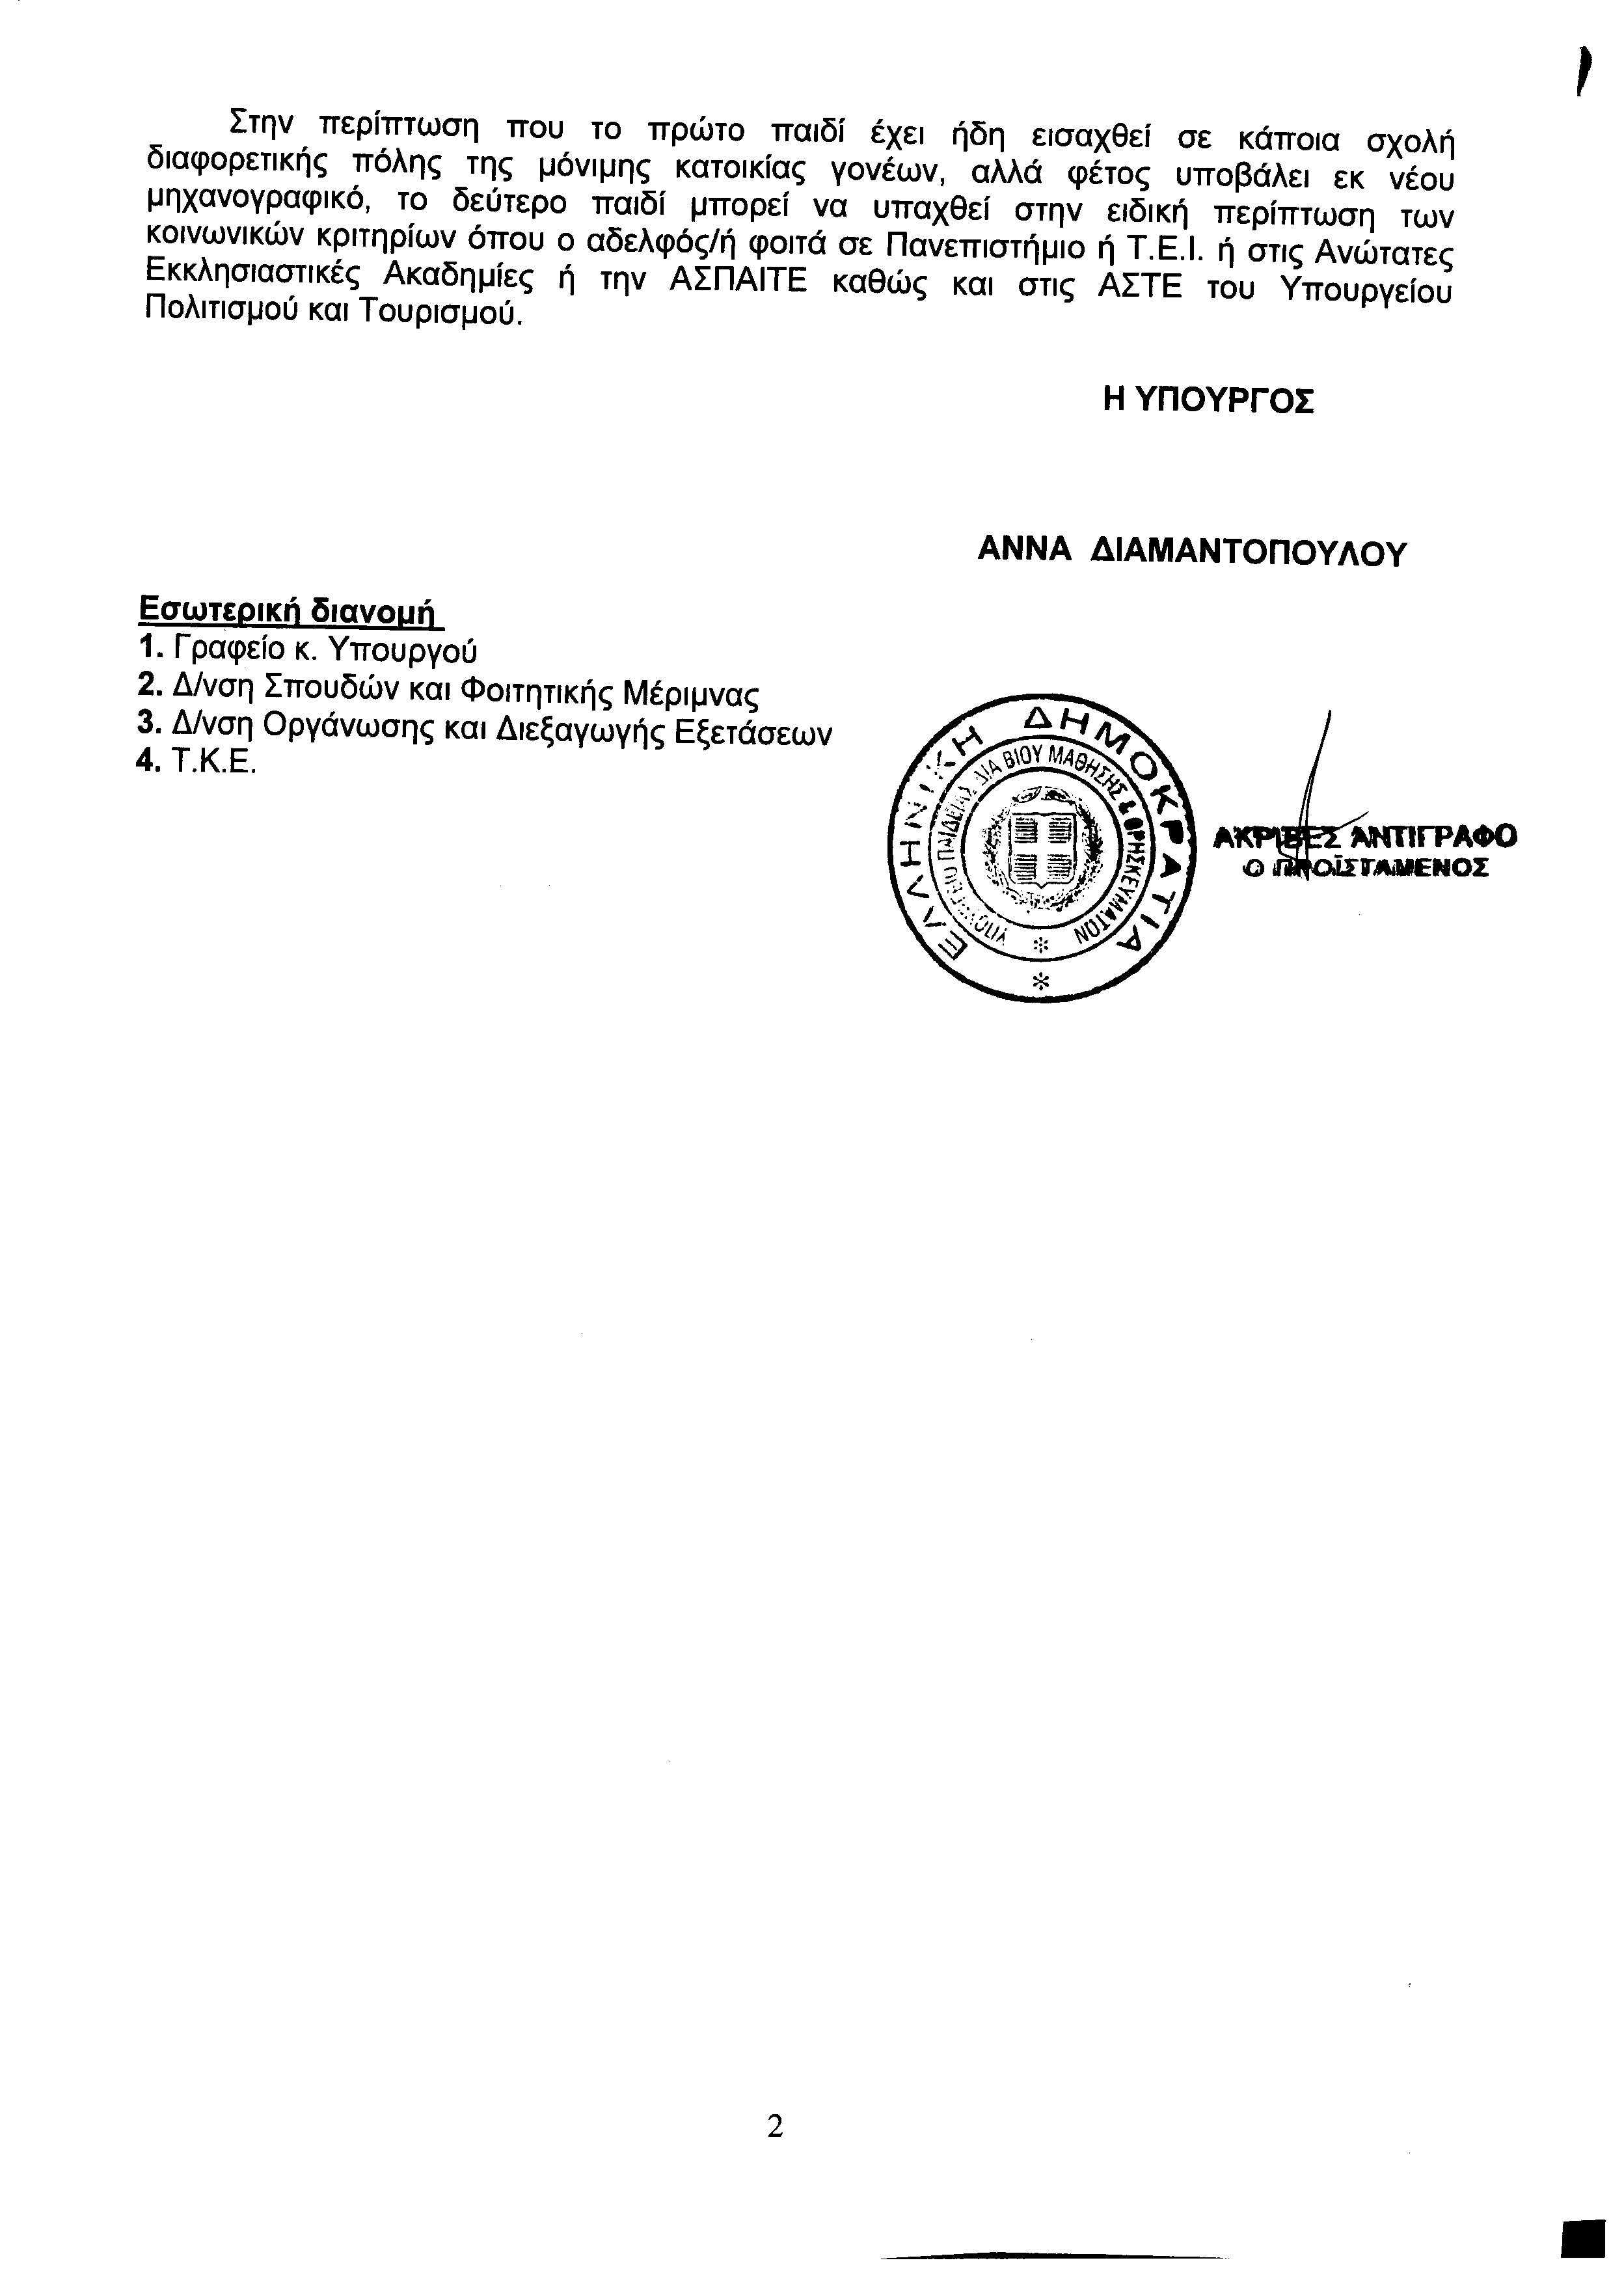 Στην περίπτωση που το πρώτο παιδί έχει ήδη εισαχθεί σε κάποια σχολή
διαφορετικής πόλης της μόνιμης κατοικίας γονέων, αλλά φέτος υποβάλει εκ νέου
μηχανογραφικό, το δεύτερο παιδί μπορεί να υπαχθεί στην ειδική περίπτωση των
κοινωνικών κριτηρίων όπου ο αδελφός/ή φοιτά σε Πανεπιστήμιο ή Τ.Ε.Ι. ή στις Ανώτατες
Εκκλησιαστικές Ακαδημίες ή την ΑΣΠΑΙΤΕ καθώς και στις ΑΣΤΕ του Υπουργείου
Πολιτισμού και Τουρισμού.
Η ΥΠΟΥΡΓΟΣ
ΑΝΝΑ ΔΙΑΜΑΝΤΟΠΟΥΛΟΥ
Εσωτερική διανομή
1. Γραφείο κ. Υπουργού
2. Δ/νση Σπουδών και Φοιτητικής Μέριμνας
3. Δ/νση Οργάνωσης και Διεξαγωγής Εξετάσεων
4. Τ.Κ.Ε.
ΕΛΛΗΝΙΚΗ ΔΗΜΟΚΡΑΤΙΑ
ΠΑΙΔΕΙΑΣ ΔΙΑ ΒΙΟΥ ΜΑΘΗΣΗΣ & ΘΡΗΣΚΕΥΜΑΤΩΝ
ΑΚΡΙΒΕΣ ΑΝΤΙΓΡΑΦΟ
Ο ΠΡΟΪΣΤΑΜΕΝΟΣ
2